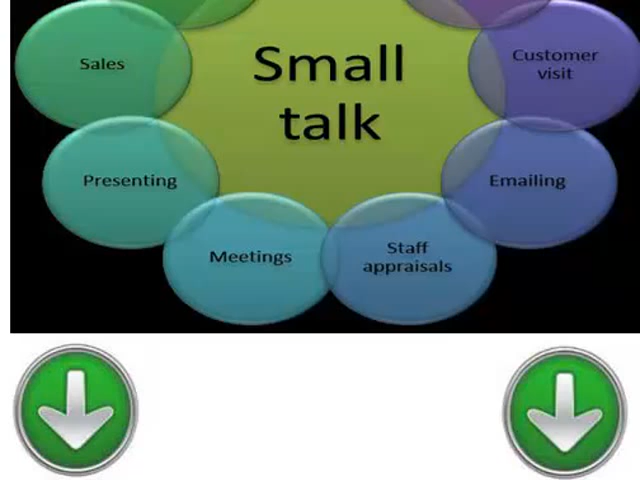 Small
talk
Sales
Customer
visit
Presenting
Emailing
Meetings
Staff
appraisals